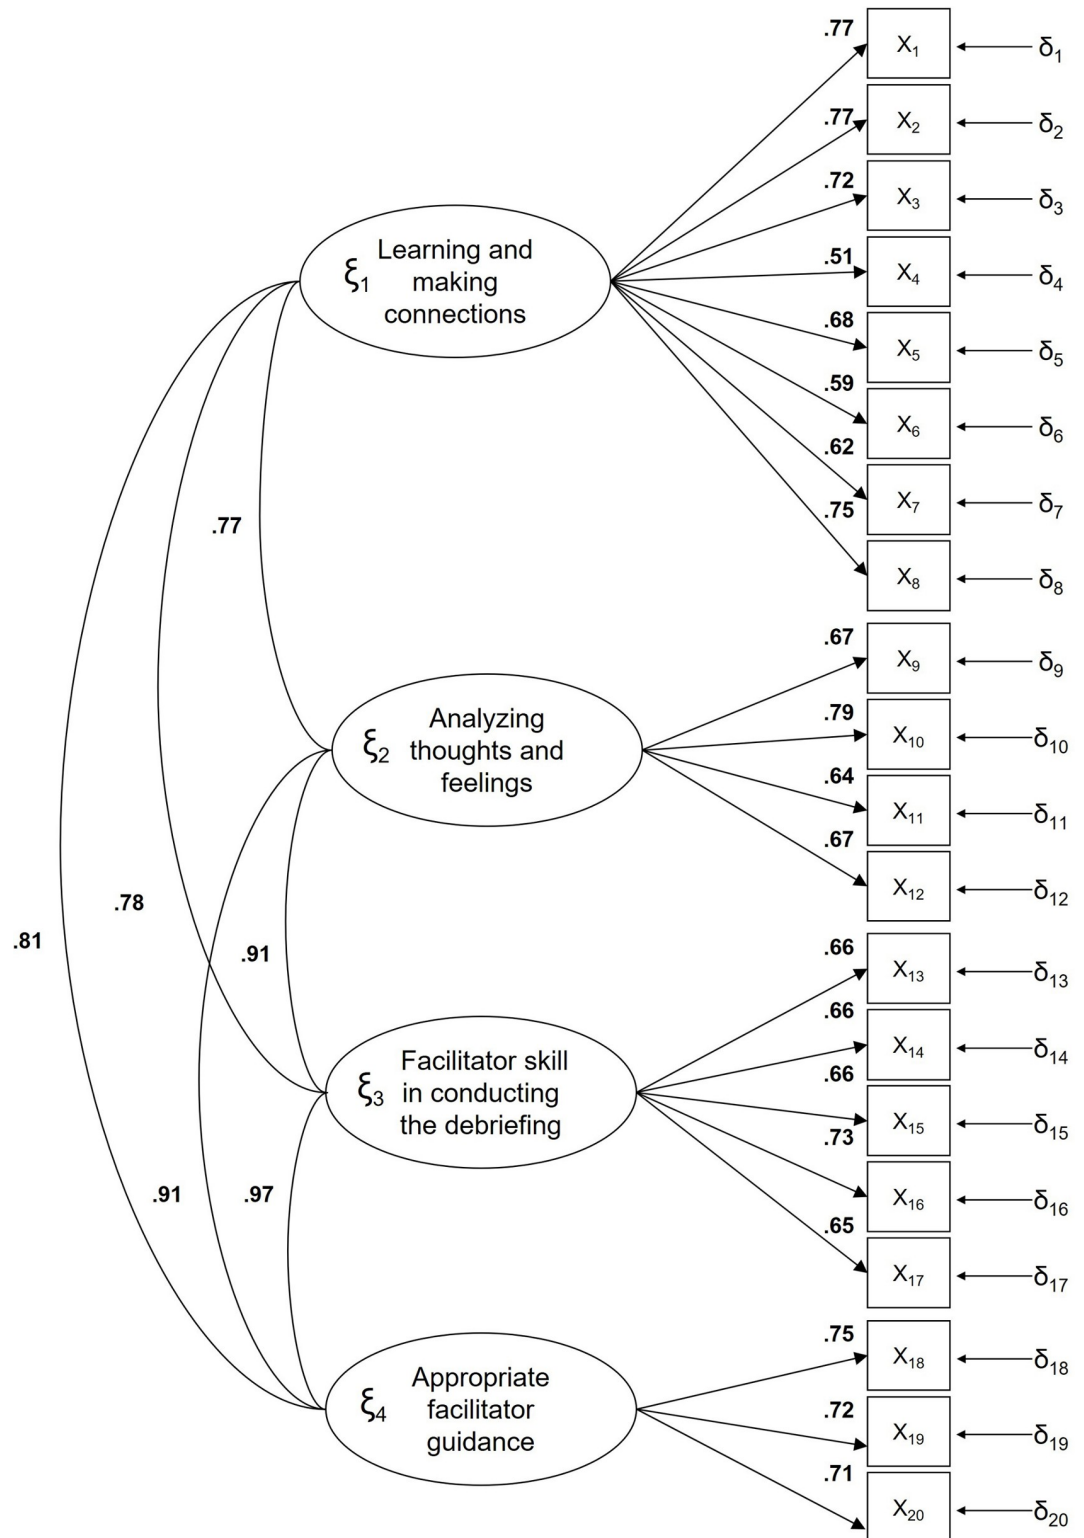 .77
X₁
δ₁
.77
X₂
δ₂
.72
X₃
δ₃
.51
X₄
δ₄
.68
X₅
δ₅
.59
X₆
δ₆
.62
X₇
δ₇
.75
X₈
δ₈
ξ₁
Learning and
making
connections
.77
.67
X₉
δ₉
.79
X₁₀
δ₁₀
.64
X₁₁
δ₁₁
.67
X₁₂
δ₁₂
ξ₂
Analyzing
thoughts and
feelings
.81
.78
.91
.66
X₁₃
δ₁₃
.66
X₁₄
δ₁₄
.66
X₁₅
δ₁₅
.73
X₁₆
δ₁₆
.65
X₁₇
δ₁₇
ξ₃
Facilitator skill
in conducting
the debriefing
.91
.97
.75
X₁₈
δ₁₈
.72
X₁₉
δ₁₉
.71
X₂₀
δ₂₀
ξ₄
Appropriate
facilitator
guidance